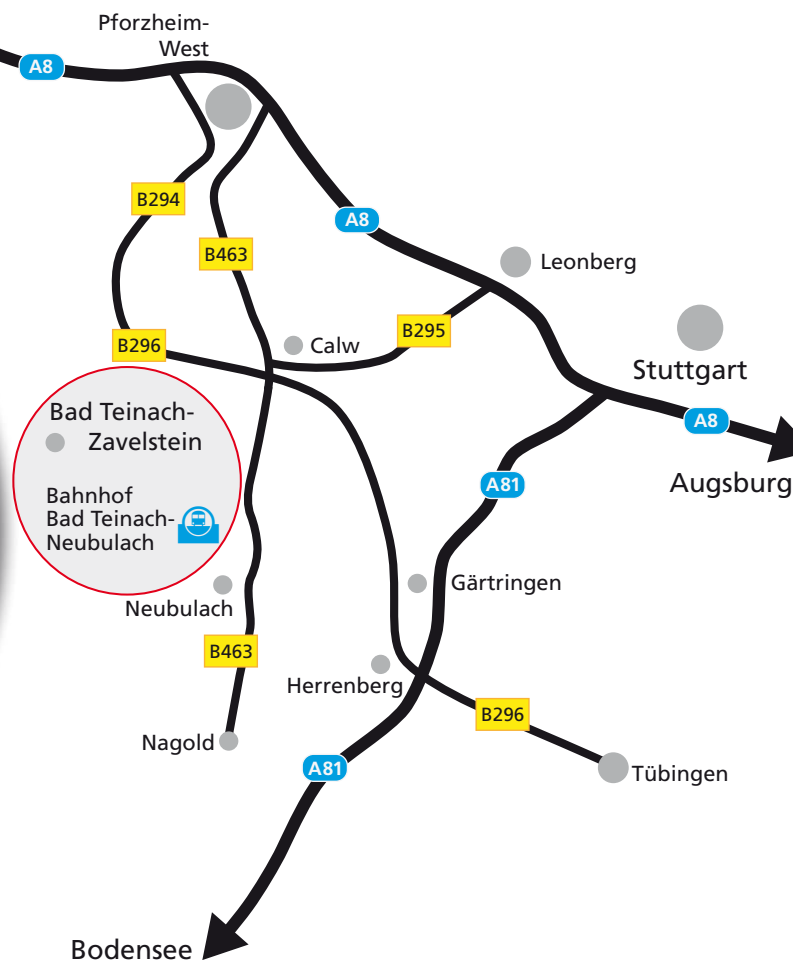 Pforzheim-
West
A8
B294
A8
B463
Leonberg
B295
Calw
B296
Stuttgart
Bad Teinach-
Zavelstein
A8
Augsburg
A81
Bahnhof
Bad Teinach-
Neubulach
Gärtringen
Neubulach
B463
Herrenberg
B296
Nagold
A81
Tübingen
Bodensee